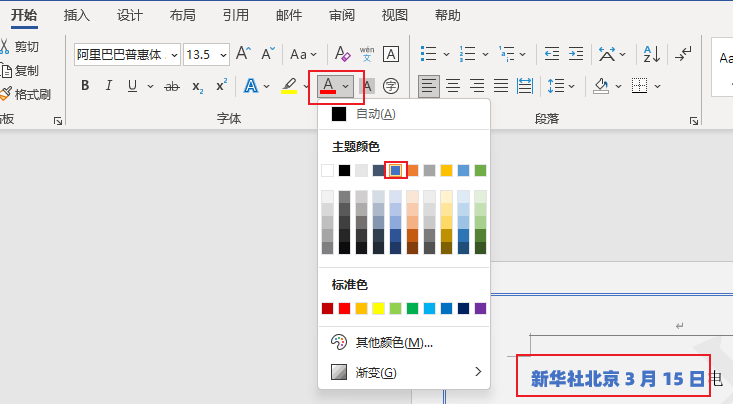 开始 插入 设计 布局 引用 邮件 审阅 视图 帮助
剪切
复制
格式刷
贴板
阿里巴巴普惠体 13.5 A A Aa A wén 文 A
B I U ab x₂ x² A A A 字
字体
段落
自动(A)
主题颜色
标准色
其他颜色(M)...
渐变(G)
新华社北京 3 月 15 日电